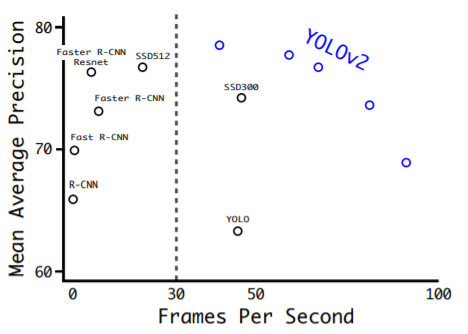 80
Faster R-CNN
Resnet
SSD512
YOLOv2
SSD300
Faster R-CNN
Fast R-CNN
70
R-CNN
YOLO
60
0 30 50 100
Frames Per Second
Mean Average Precision